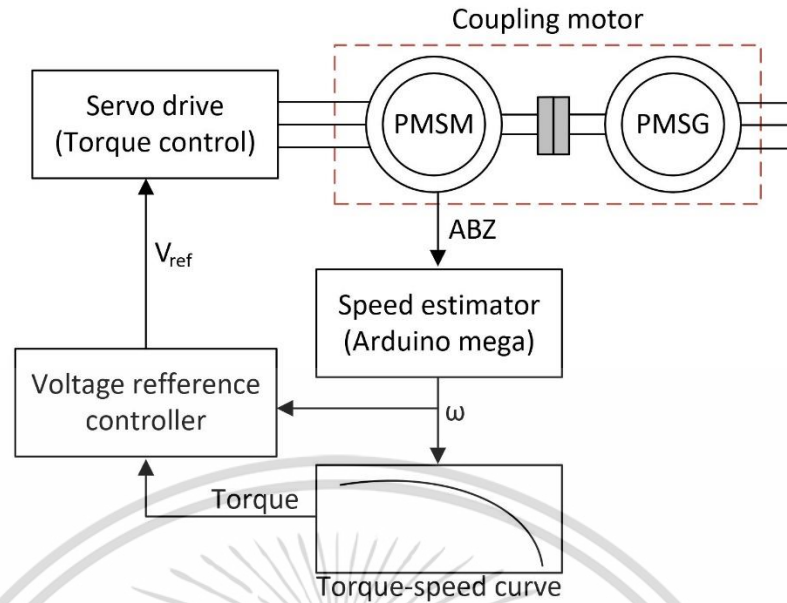 Coupling motor
Servo drive
(Torque control)
PMSM
PMSG
ABZ
Vref
Speed estimator
(Arduino mega)
Voltage refference
controller
ω
Torque
Torque-speed curve